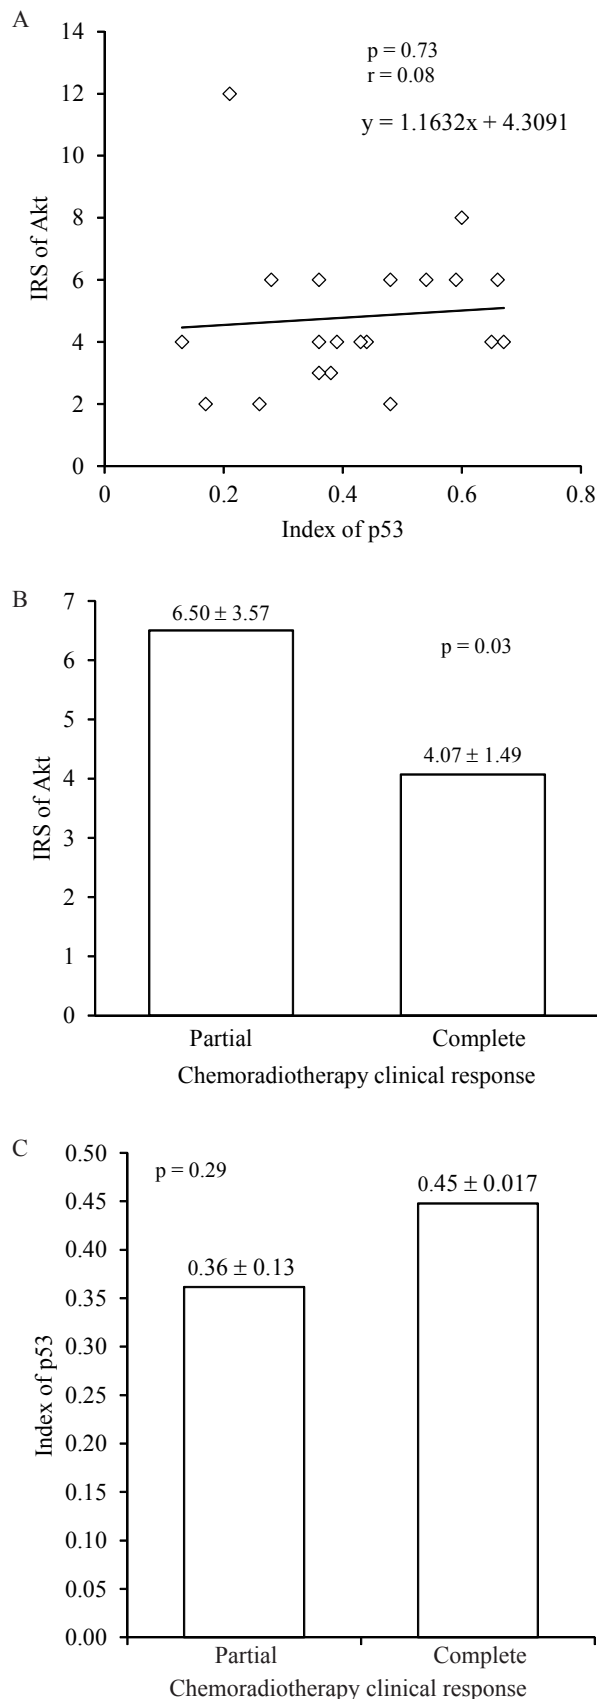 A
14
12
10
8
6
4
2
0
IRS of Akt
p = 0.73
r = 0.08
y = 1.1632x + 4.3091
0 0.2 0.4 0.6 0.8
Index of p53
B
7
6
5
4
3
2
1
0
IRS of Akt
6.50 ± 3.57
p = 0.03
4.07 ± 1.49
Partial Complete
Chemoradiotherapy clinical response
C
0.50
0.45
0.40
0.35
0.30
0.25
0.20
0.15
0.10
0.05
0.00
Index of p53
p = 0.29
0.45 ± 0.017
0.36 ± 0.13
Partial Complete
Chemoradiotherapy clinical response